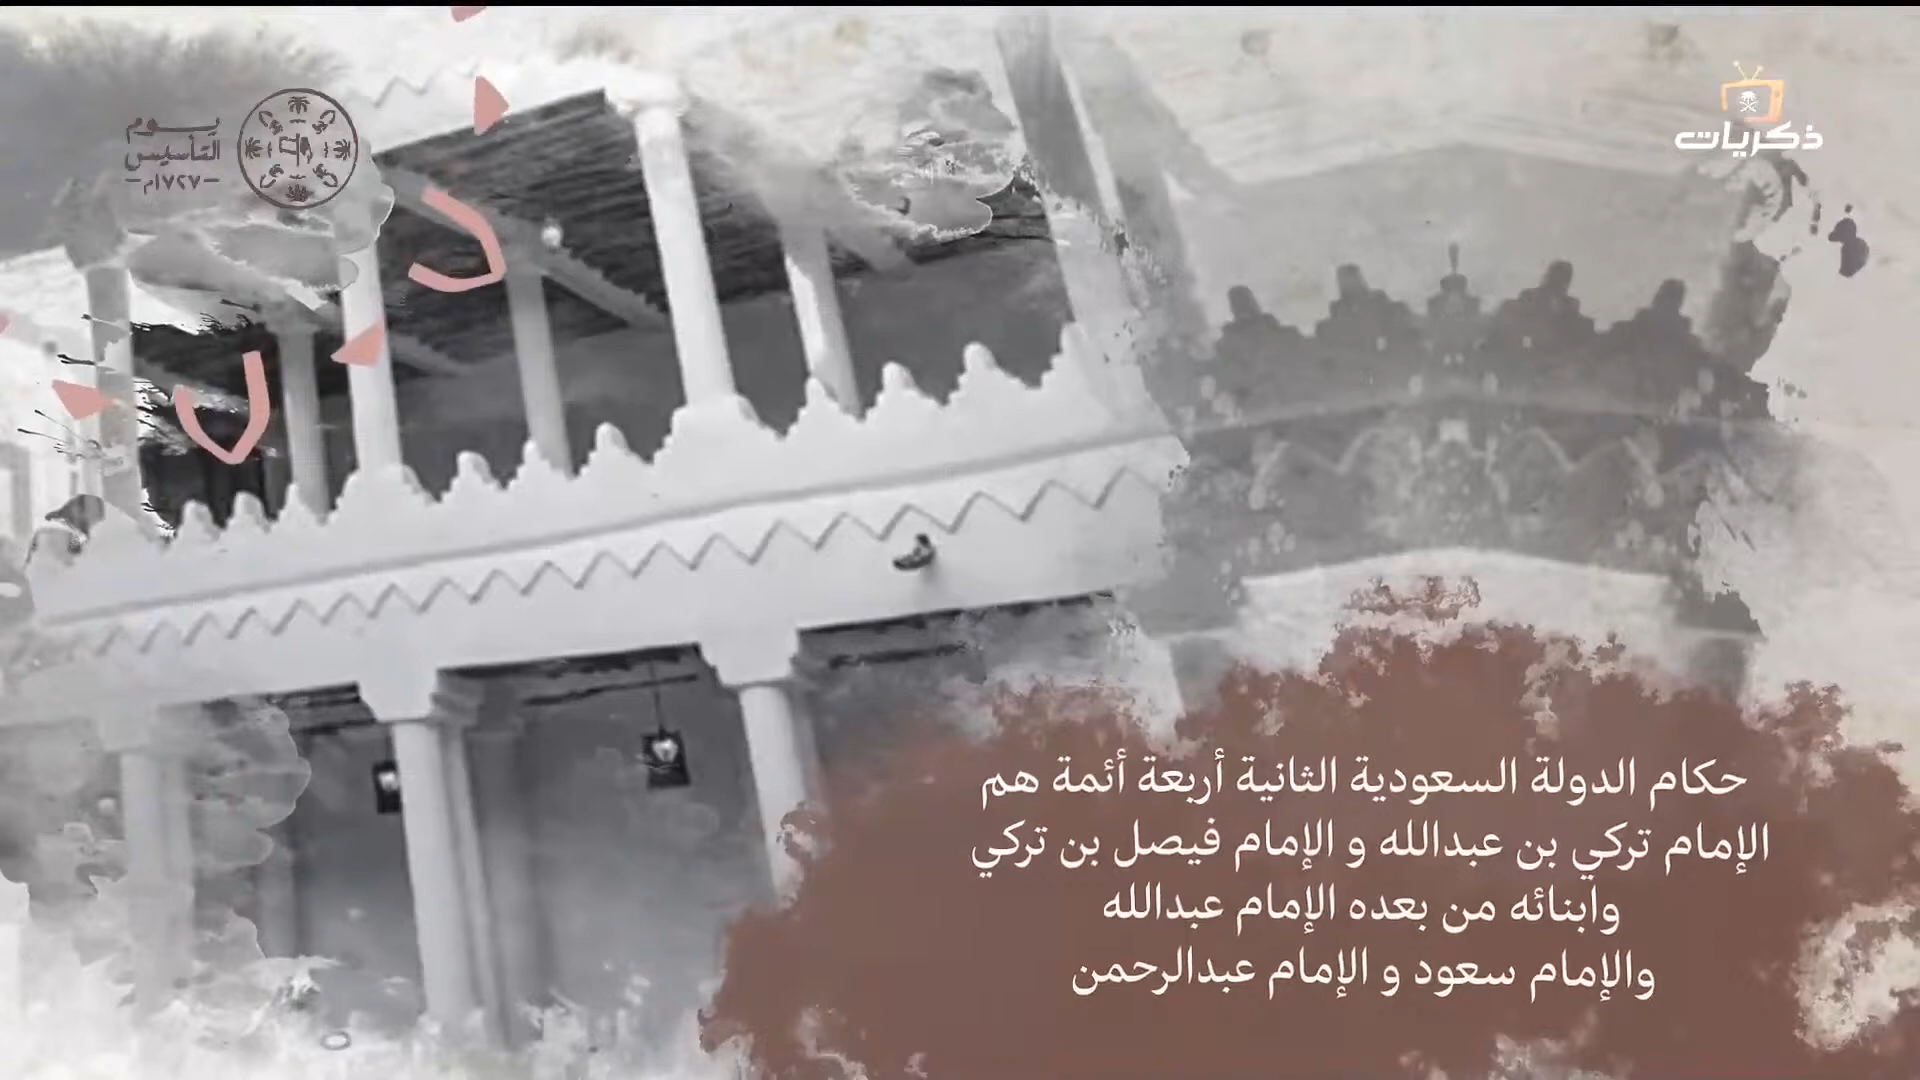 يوم
التأسيس
١٧٢٧م
ذكريات
حكام الدولة السعودية الثانية أربعة أئمة هم
الإمام تركي بن عبدالله و الإمام فيصل بن تركي
وابنائه من بعده الإمام عبدالله
والإمام سعود و الإمام عبدالرحمن